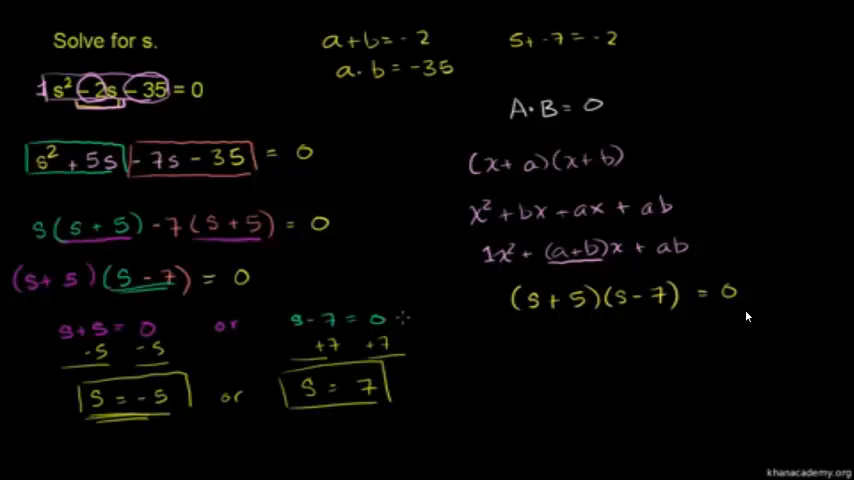 Solve for s.
1s² - 2s - 35 = 0
s² + 5s - 7s - 35 = 0
s(s + 5) - 7(s + 5) = 0
(s + 5)(s - 7) = 0
s + 5 = 0 or s - 7 = 0
-5 -5 +7 +7
s = -5 or s = 7
a + b = -2
a · b = -35
5 + -7 = -2
A · B = 0
(x + a)(x + b)
x² + bx + ax + ab
1x² + (a+b)x + ab
(s + 5)(s - 7) = 0
khanacademy.org